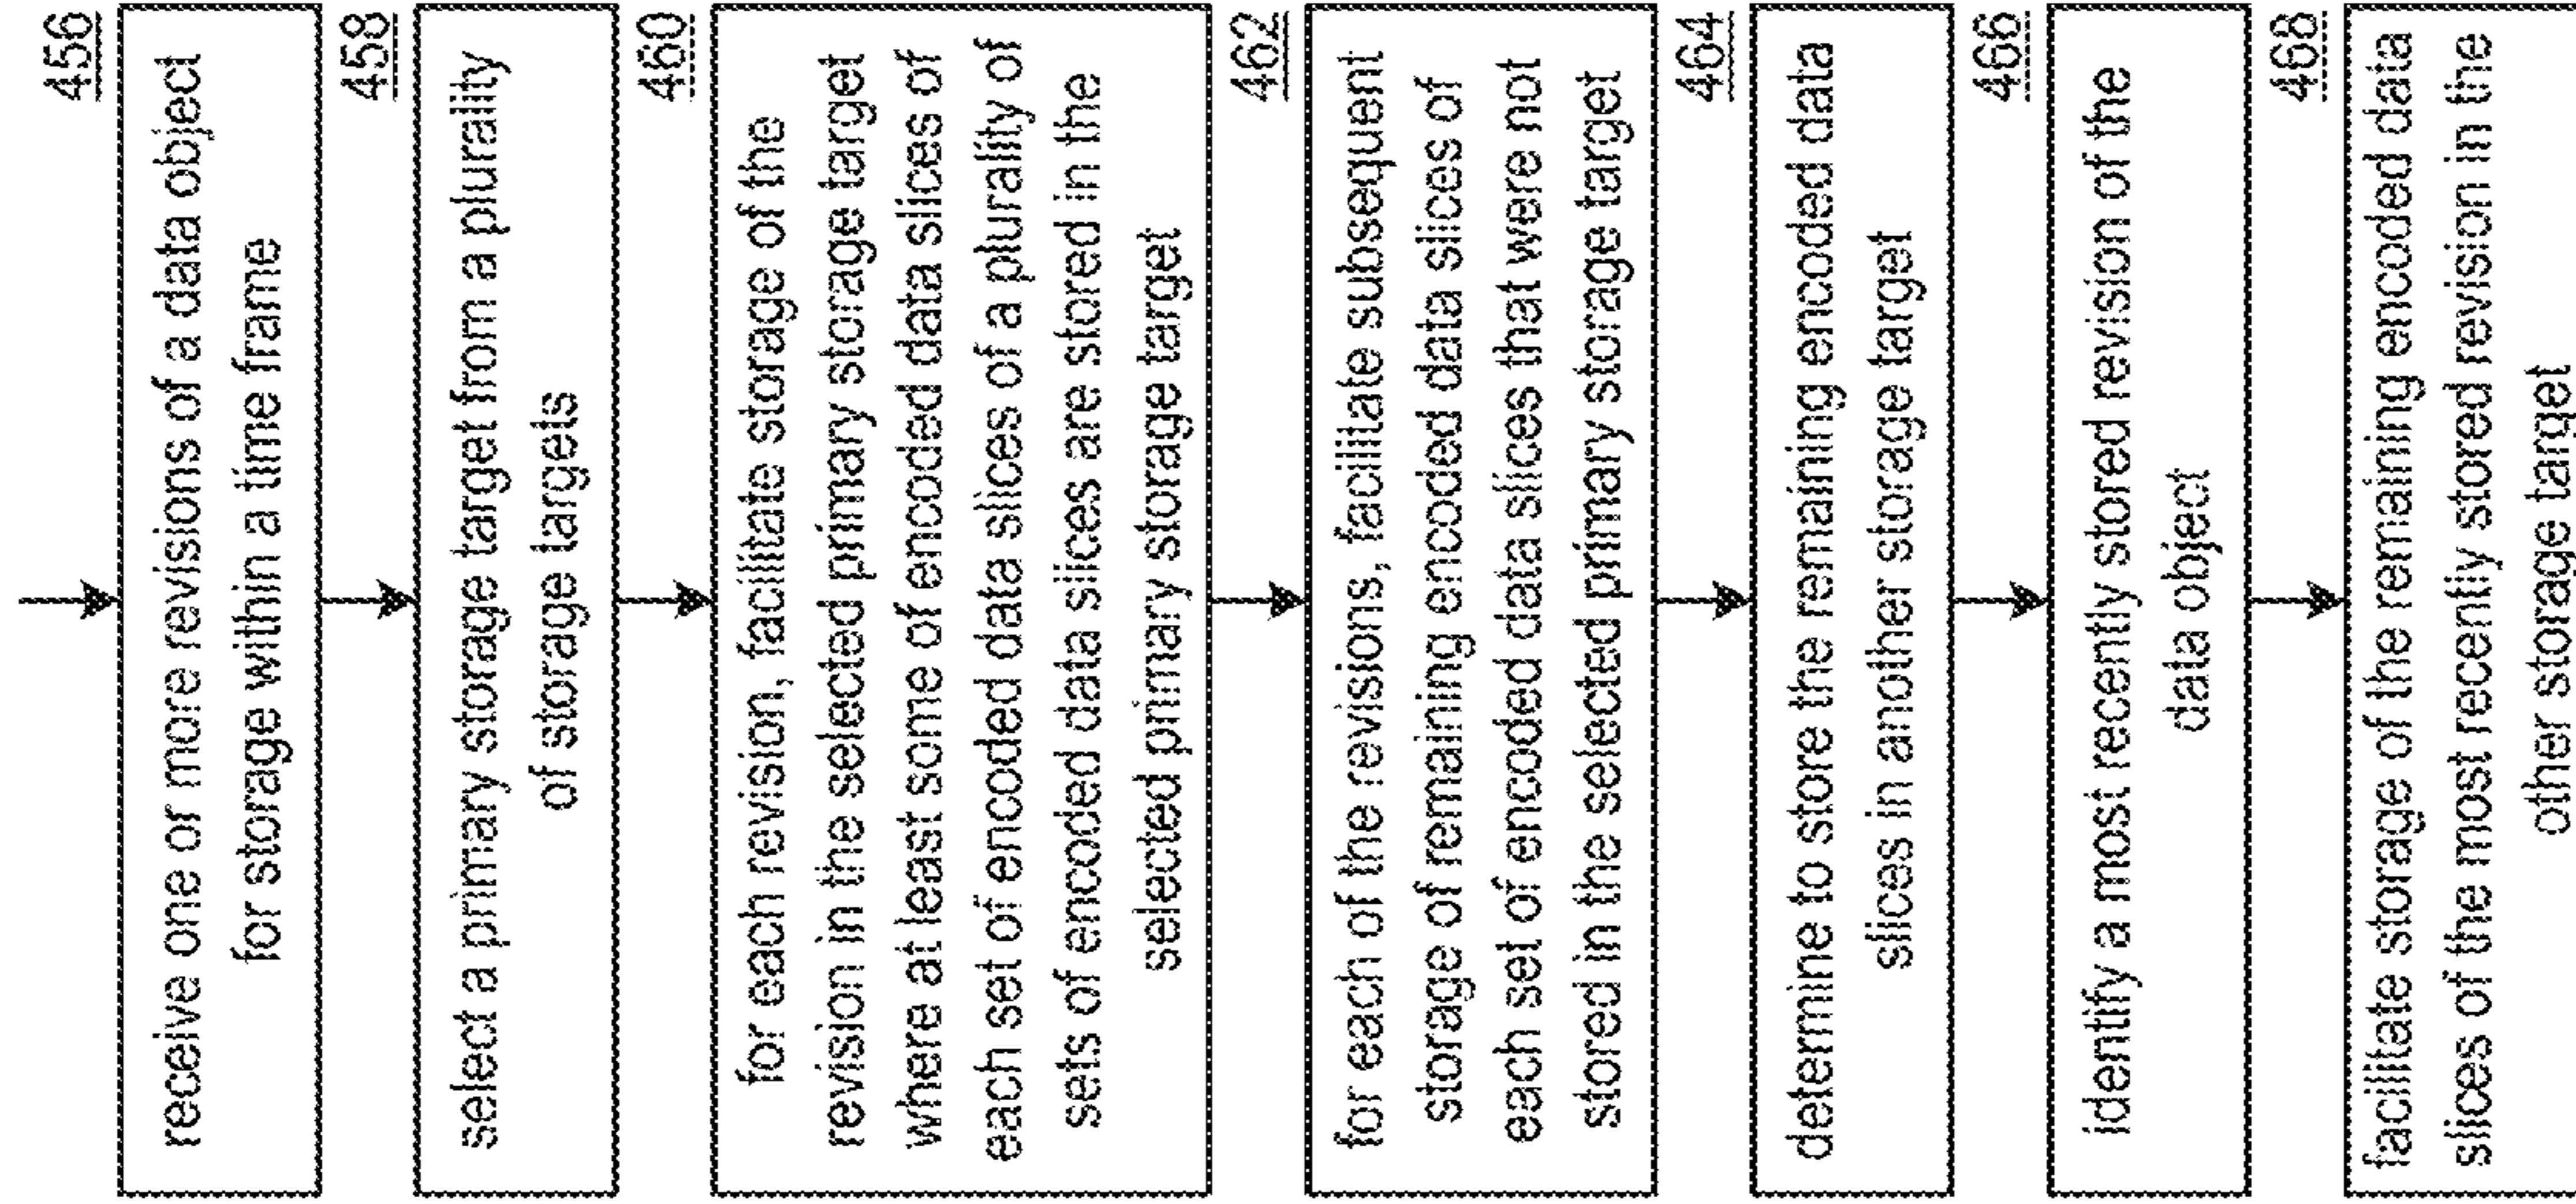 456
receive one or more revisions of a data object
for storage within a time frame
458
select a primary storage target from a plurality
of storage targets
460
for each revision, facilitate storage of the
revision in the selected primary storage target
where at least some of encoded data slices of
each set of encoded data slices of a plurality of
sets of encoded data slices are stored in the
selected primary storage target
462
for each of the revisions, facilitate subsequent
storage of remaining encoded data slices of
each set of encoded data slices that were not
stored in the selected primary storage target
464
determine to store the remaining encoded data
slices in another storage target
466
identify a most recently stored revision of the
data object
468
facilitate storage of the remaining encoded data
slices of the most recently stored revision in the
other storage target